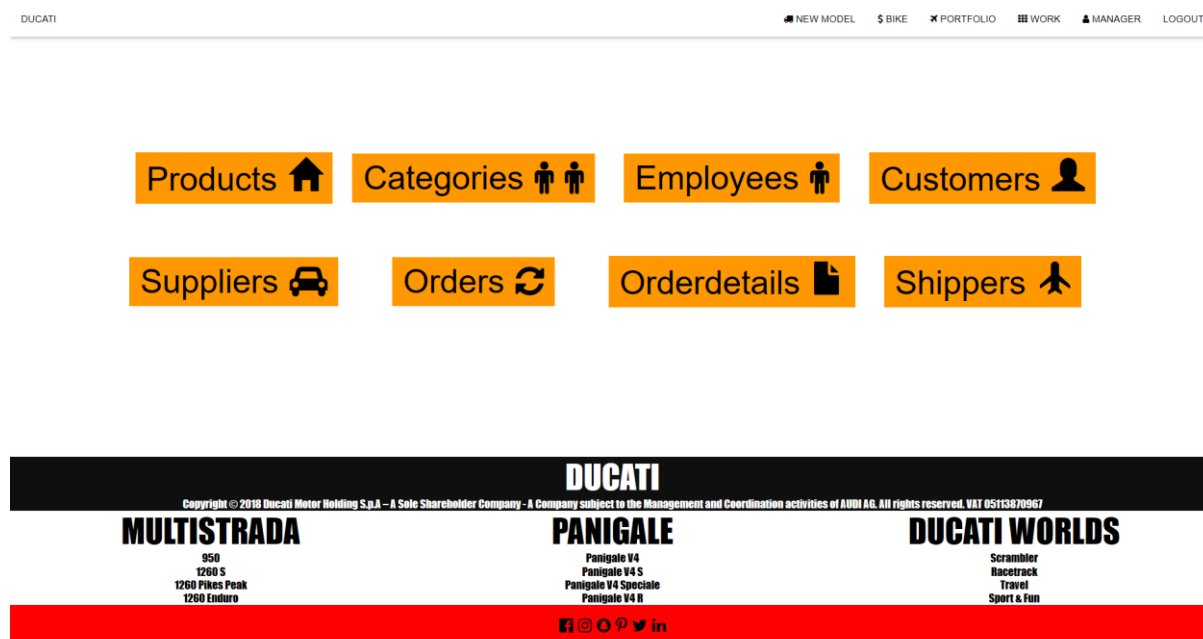 DUCATI NEW MODEL $ BIKE PORTFOLIO WORK MANAGER LOGOUT
Products Categories Employees Customers
Suppliers Orders Orderdetails Shippers
DUCATI
Copyright © 2018 Ducati Motor Holding S.p.A – A Sole Shareholder Company - A Company subject to the Management and Coordination activities of AUDI AG. All rights reserved. VAT 05113870967
MULTISTRADA PANIGALE DUCATI WORLDS
950 Panigale V4 Scrambler
1260 S Panigale V4 S Racetrack
1260 Pikes Peak Panigale V4 Speciale Travel
1260 Enduro Panigale V4 R Sport & Fun